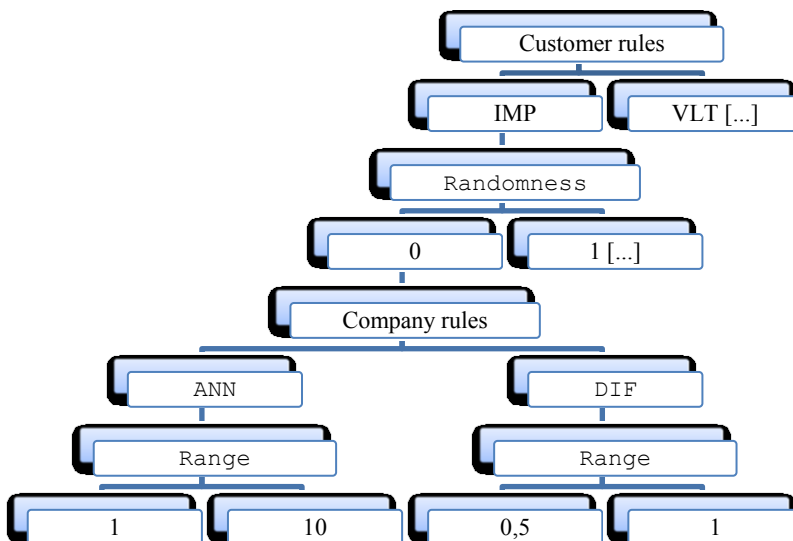 Customer rules
IMP
VLT [...]
Randomness
0
1 [...]
Company rules
ANN
DIF
Range
Range
1
10
0,5
1